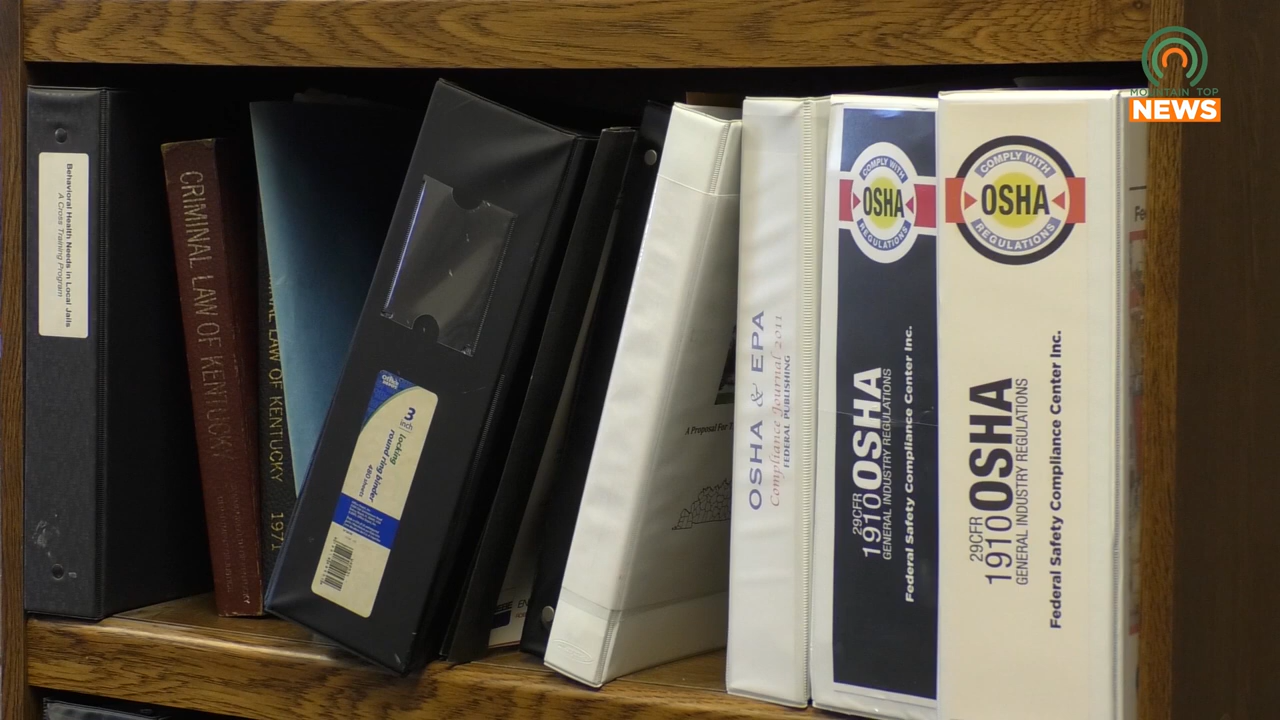 Behavioral Health Needs in Local Jails
A Cross Training Program
CRIMINAL LAW OF KENTUCKY
LAW OF KENTUCKY 1971
3 inch
locking
round ring binder
480 sheets
A Proposal For
OSHA & EPA
Compliance Journal 2011
FEDERAL PUBLISHING
COMPLY WITH
OSHA
REGULATIONS
29CFR
1910 OSHA
GENERAL INDUSTRY REGULATIONS
Federal Safety Compliance Center Inc.
COMPLY WITH
OSHA
REGULATIONS
29CFR
1910 OSHA
GENERAL INDUSTRY REGULATIONS
Federal Safety Compliance Center Inc.
MOUNTAIN TOP
NEWS